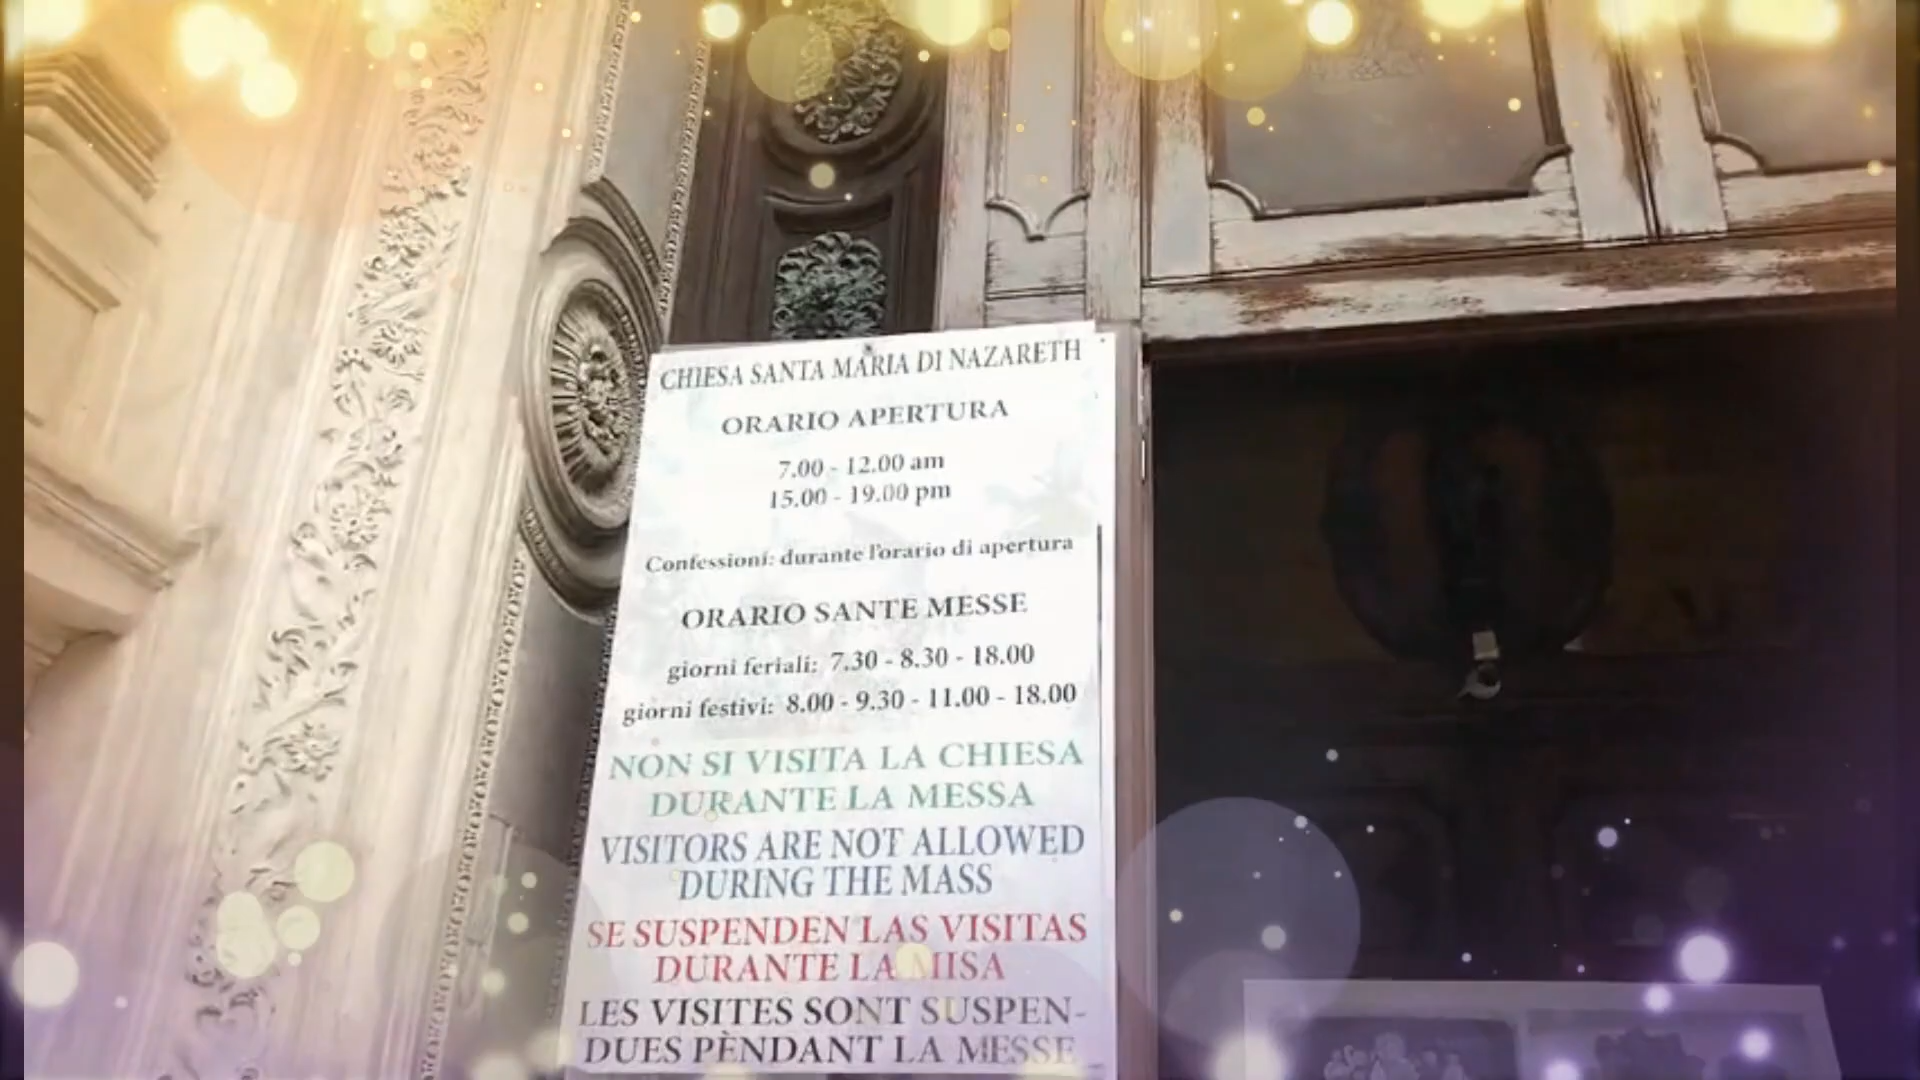 CHIESA SANTA MARIA DI NAZARETH
ORARIO APERTURA
7.00 - 12.00 am
15.00 - 19.00 pm
Confessioni: durante l'orario di apertura
ORARIO SANTE MESSE
giorni feriali: 7.30 - 8.30 - 18.00
giorni festivi: 8.00 - 9.30 - 11.00 - 18.00
NON SI VISITA LA CHIESA
DURANTE LA MESSA
VISITORS ARE NOT ALLOWED
DURING THE MASS
SE SUSPENDEN LAS VISITAS
DURANTE LA MISA
LES VISITES SONT SUSPEN-
DUES PÈNDANT LA MESSE